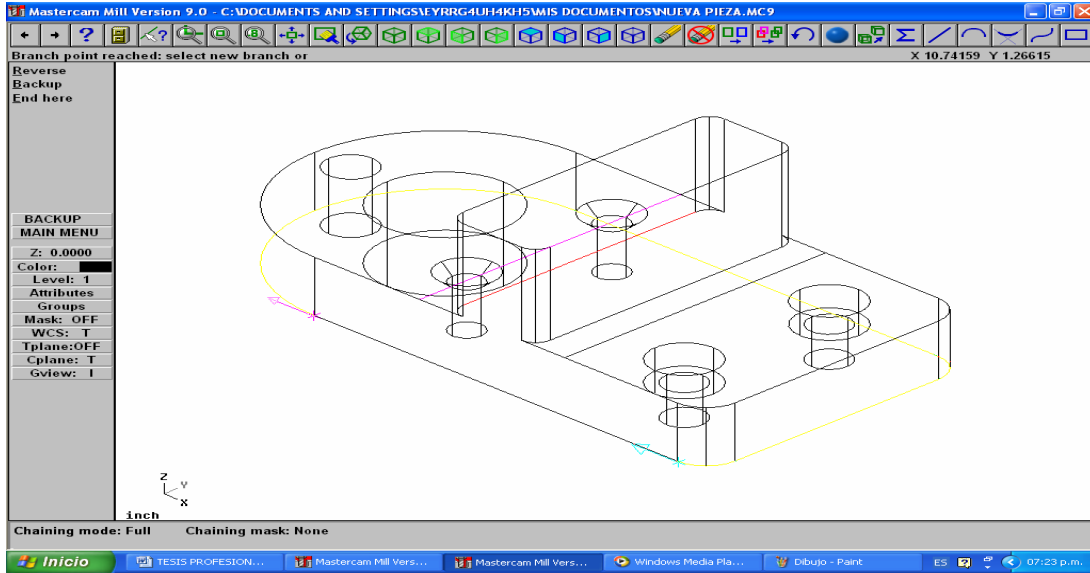 Mastercam Mill Version 9.0 - C:\DOCUMENTS AND SETTINGS\EYRRG4UH4KH5\MIS DOCUMENTOS\NUEVA PIEZA.MC9
Branch point reached: select new branch or X 10.74159 Y 1.26615
Reverse
Backup
End here
BACKUP
MAIN MENU
Z: 0.0000
Color:
Level: 1
Attributes
Groups
Mask: OFF
WCS: T
Tplane:OFF
Cplane: T
Gview: I
Z
Y
X
inch
Chaining mode: Full Chaining mask: None
Inicio TESIS PROFESION... Mastercam Mill Vers... Mastercam Mill Vers... Windows Media Pla... Dibujo - Paint ES 07:23 p.m.